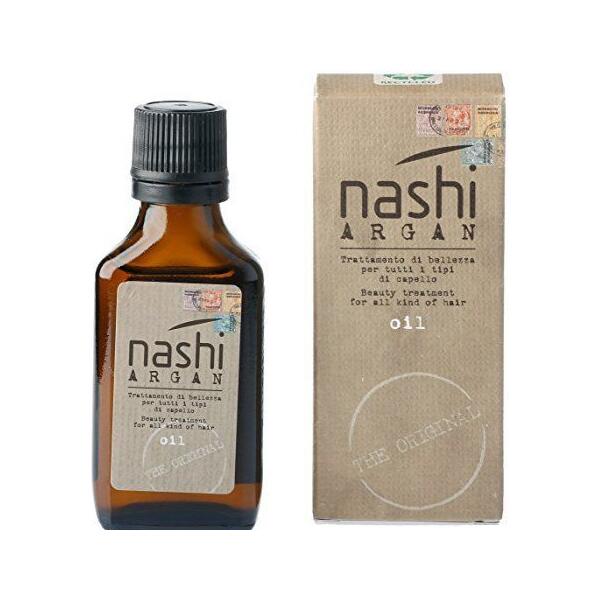 nashi
ARGAN
Trattamento di bellezza
per tutti i tipi
di capello
Beauty treatment
for all kind of hair
oil
THE ORIGINAL
RECYCLED
nashi
ARGAN
Trattamento di bellezza
per tutti i tipi
di capello
Beauty treatment
for all kind of hair
oil
THE ORIGINAL